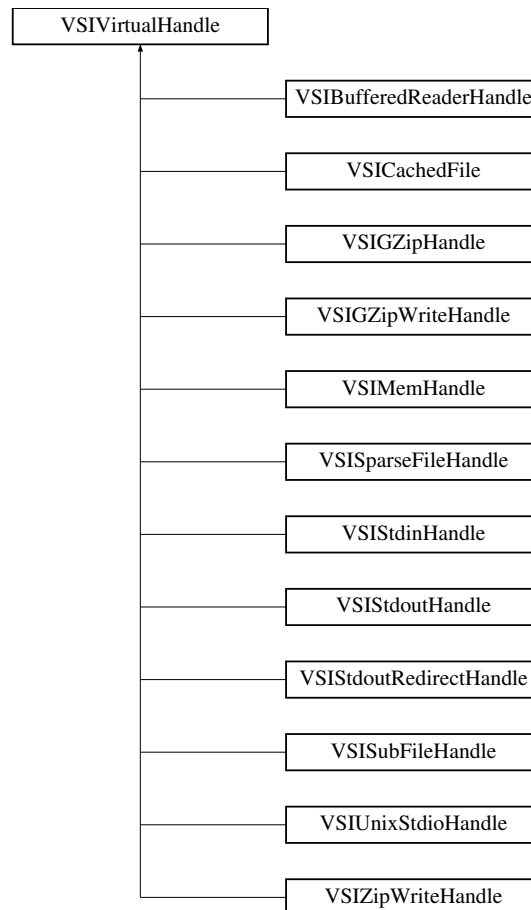 VSIVirtualHandle
VSIBufferedReaderHandle
VSICachedFile
VSIGZipHandle
VSIGZipWriteHandle
VSIMemHandle
VSISparseFileHandle
VSIStdinHandle
VSIStdoutHandle
VSIStdoutRedirectHandle
VSISubFileHandle
VSIUnixStdioHandle
VSIZipWriteHandle